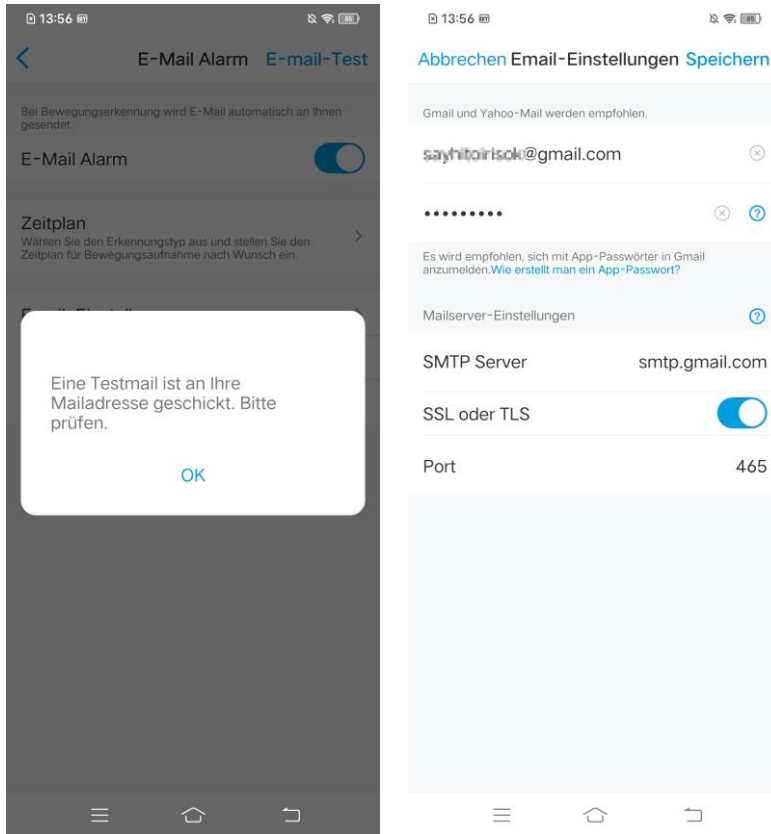 13:56
85
E-Mail Alarm E-mail-Test
Bei Bewegungserkennung wird E-Mail automatisch an Ihnen
gesendet.
E-Mail Alarm
Zeitplan
Wählen Sie den Erkennungstyp aus und stellen Sie den
Zeitplan für Bewegungsaufnahme nach Wunsch ein.
Eine Testmail ist an Ihre
Mailadresse geschickt. Bitte
prüfen.
OK
13:56
85
Abbrechen Email-Einstellungen Speichern
Gmail und Yahoo-Mail werden empfohlen.
@gmail.com
•••••••••
Es wird empfohlen, sich mit App-Passwörter in Gmail
anzumelden.Wie erstellt man ein App-Passwort?
Mailserver-Einstellungen
SMTP Server smtp.gmail.com
SSL oder TLS
Port 465